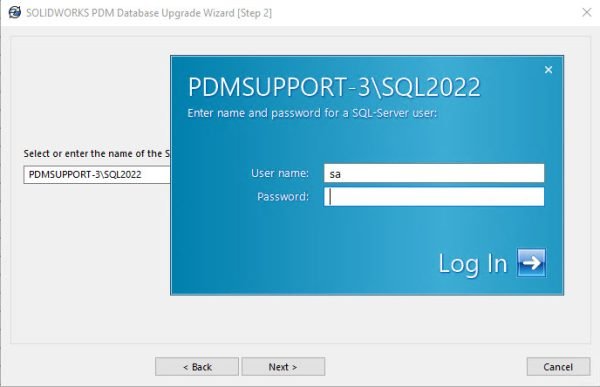 SOLIDWORKS PDM Database Upgrade Wizard [Step 2]
PDMSUPPORT-3\SQL2022
Enter name and password for a SQL-Server user:
Select or enter the name of the S
PDMSUPPORT-3\SQL2022
User name:
sa
Password:
Log In
< Back
Next >
Cancel